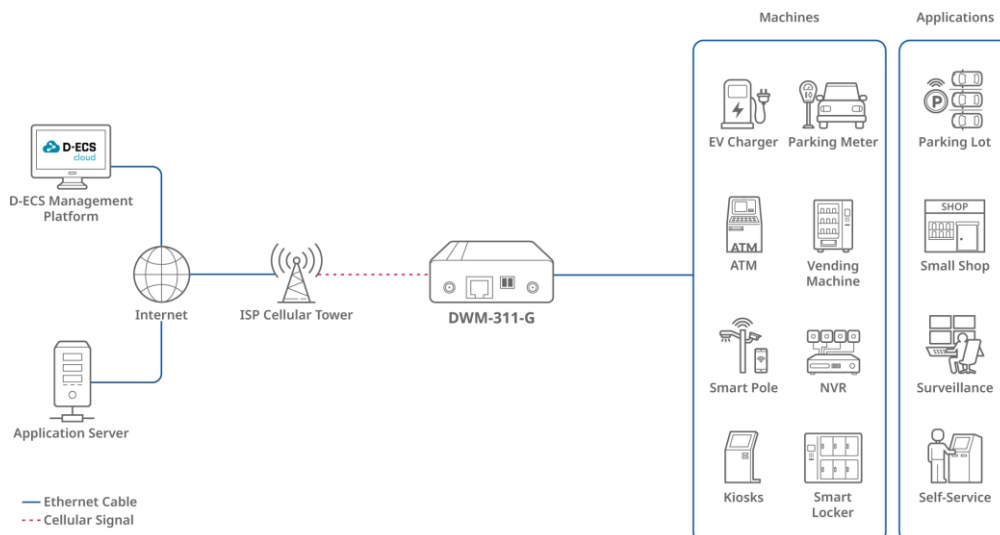 Machines
Applications
EV Charger
Parking Meter
P
Parking Lot
D-ECS
cloud
D-ECS Management
Platform
ATM
ATM
Vending
Machine
SHOP
Small Shop
Internet
ISP Cellular Tower
DWM-311-G
Smart Pole
NVR
Surveillance
Application Server
Kiosks
Smart
Locker
Self-Service
Ethernet Cable
Cellular Signal